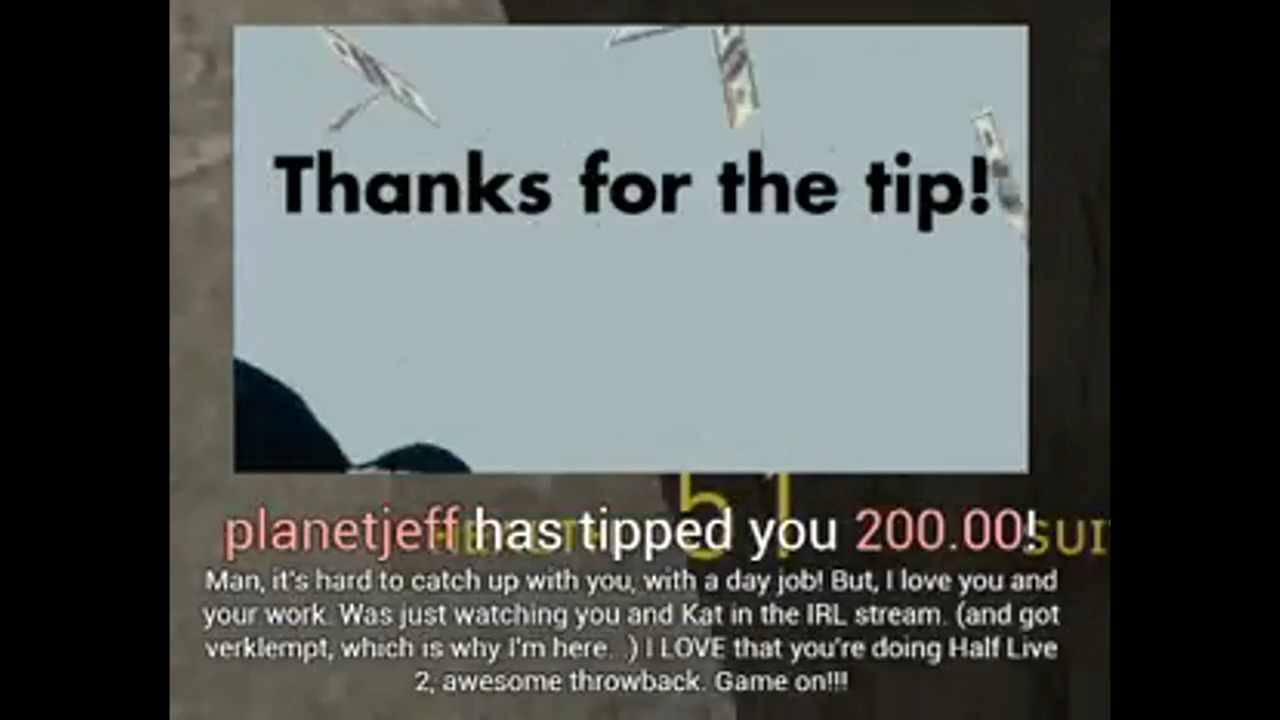 Thanks for the tip!
51
planetjeff has tipped you 200.00!
SUI
Man, it's hard to catch up with you, with a day job! But, I love you and
your work. Was just watching you and Kat in the IRL stream. (and got
verklempt, which is why I'm here. .) I LOVE that you're doing Half Live
2, awesome throwback. Game on!!!